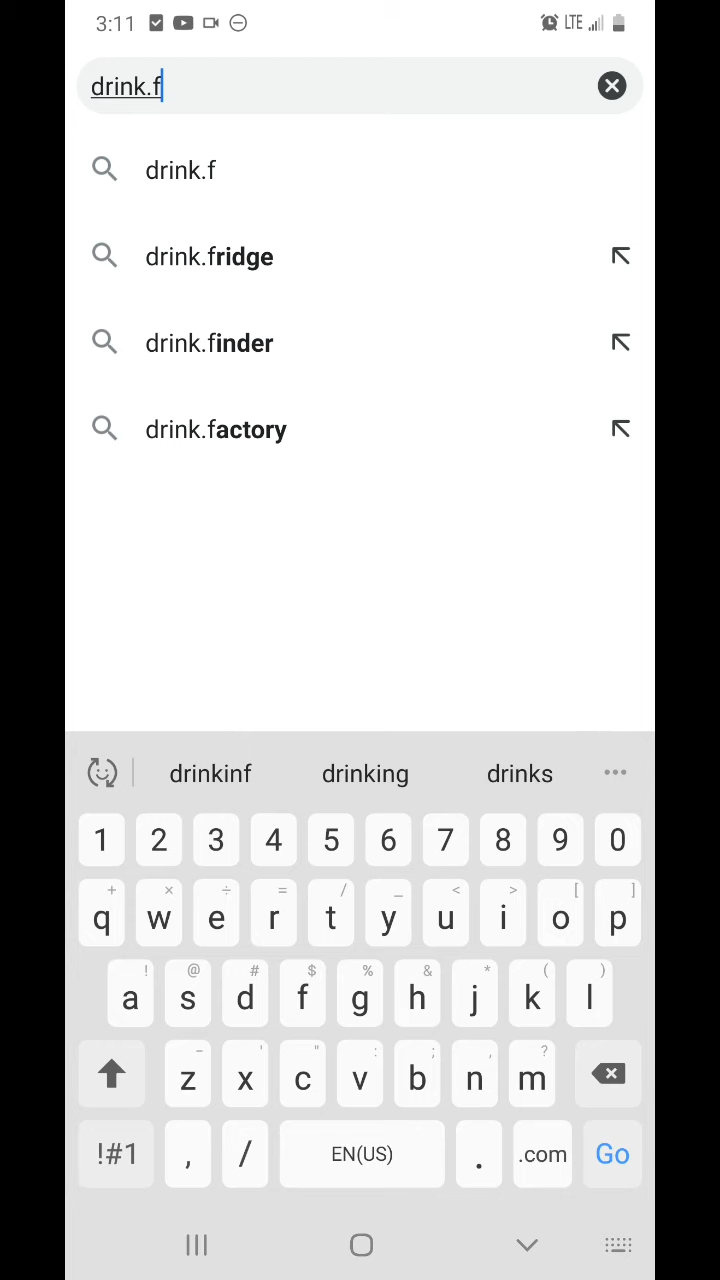 3:11 LTE
drink.f
drink.f
drink.fridge
drink.finder
drink.factory
drinkinf drinking drinks
1 2 3 4 5 6 7 8 9 0
+ × ÷ = / _ < > [ ]
q w e r t y u i o p
! @ # $ % & * ( )
a s d f g h j k l
- ' " : ; , ?
z x c v b n m
!#1 , / EN(US) . .com Go